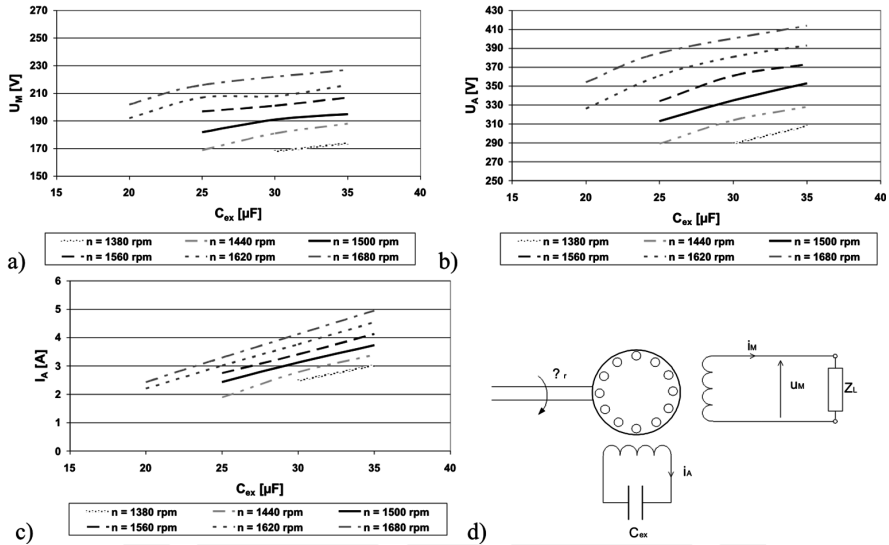 270
250
230
210
190
170
150
U_M [V]
15 20 25 30 35 40
C_ex [µF]
n = 1380 rpm n = 1440 rpm n = 1500 rpm
n = 1560 rpm n = 1620 rpm n = 1680 rpm
a)
430
410
390
370
350
330
310
290
270
250
U_A [V]
15 20 25 30 35 40
C_ex [µF]
n = 1380 rpm n = 1440 rpm n = 1500 rpm
n = 1560 rpm n = 1620 rpm n = 1680 rpm
b)
6
5
4
3
2
1
0
I_A [A]
15 20 25 30 35 40
C_ex [µF]
n = 1380 rpm n = 1440 rpm n = 1500 rpm
n = 1560 rpm n = 1620 rpm n = 1680 rpm
c)
? r
i_M
u_M
Z_L
i_A
C_ex
d)